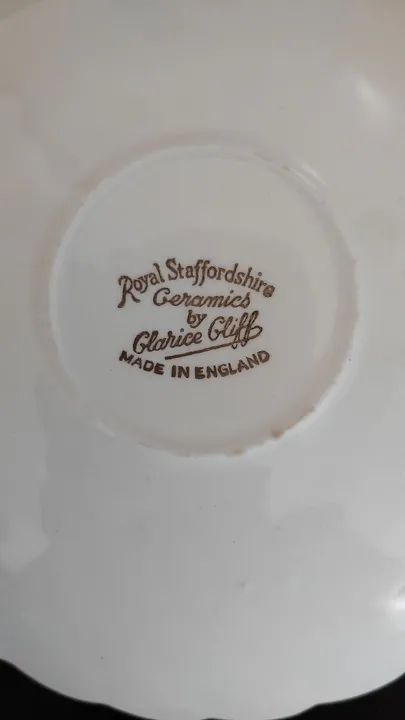 Royal Staffordshire
Ceramics
by
Clarice Cliff
MADE IN ENGLAND